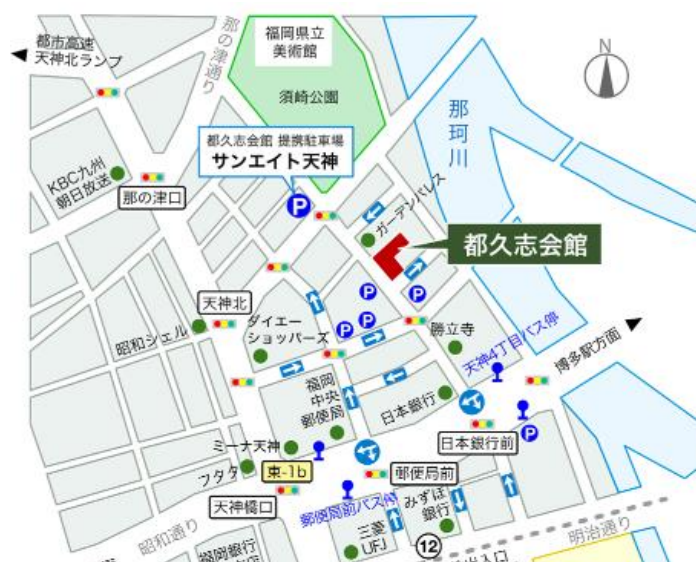 都市高速
天神北ランプ
那の津通り
福岡県立
美術館
須崎公園
N
那珂川
都久志会館 提携駐車場
サンエイト天神
KBC九州
朝日放送
那の津口
P
ガーデンパレス
都久志会館
天神北
昭和シェル
ダイエー
ショッパーズ
P
P
P
P
勝立寺
天神4丁目バス停
博多駅方面
福岡
中央
郵便局
日本銀行
日本銀行前
P
ミーナ天神
フタタ
東-1b
天神橋口
郵便局前
郵便局前バス停
みずほ
銀行
三菱
UFJ
昭和通り
明治通り
福岡銀行
12
出入口